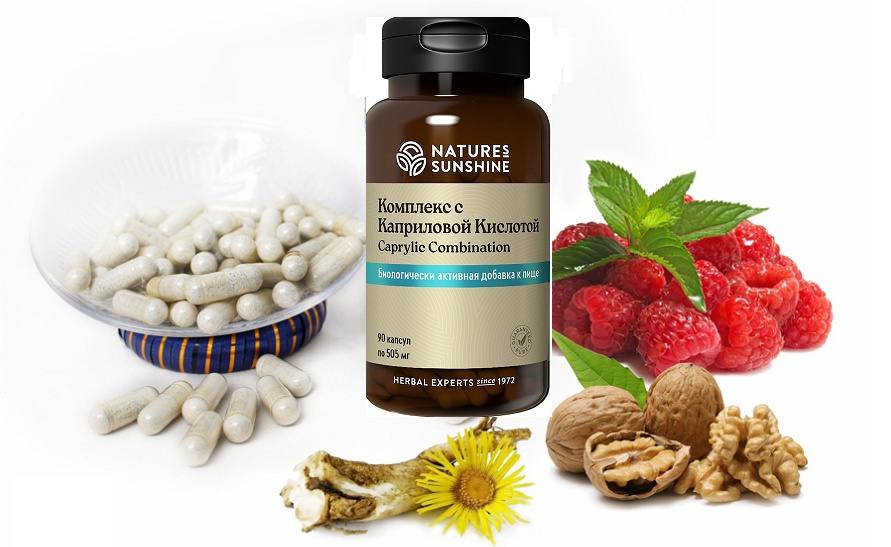 NATURE'S
SUNSHINE
Комплекс с
Каприловой Кислотой
Caprylic Combination
Биологически активная добавка к пище
90 капсул
по 505 мг
HERBAL EXPERTS since 1972